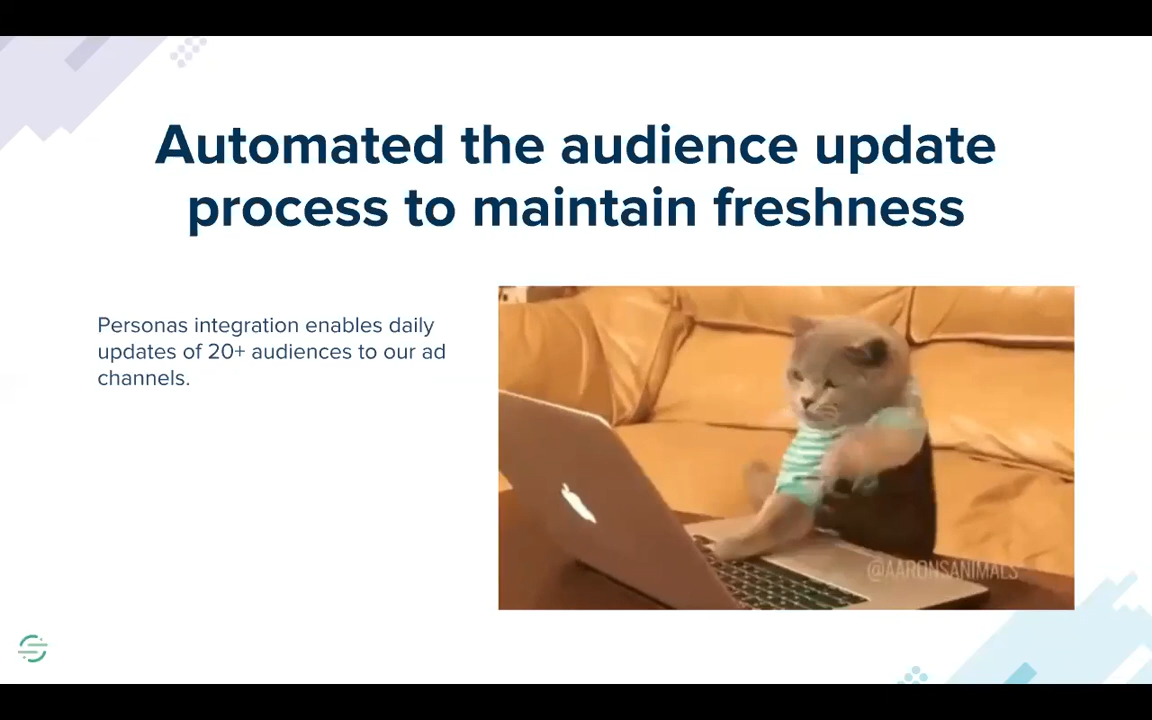 Automated the audience update
process to maintain freshness
Personas integration enables daily
updates of 20+ audiences to our ad
channels.
@AARONSANIMALS